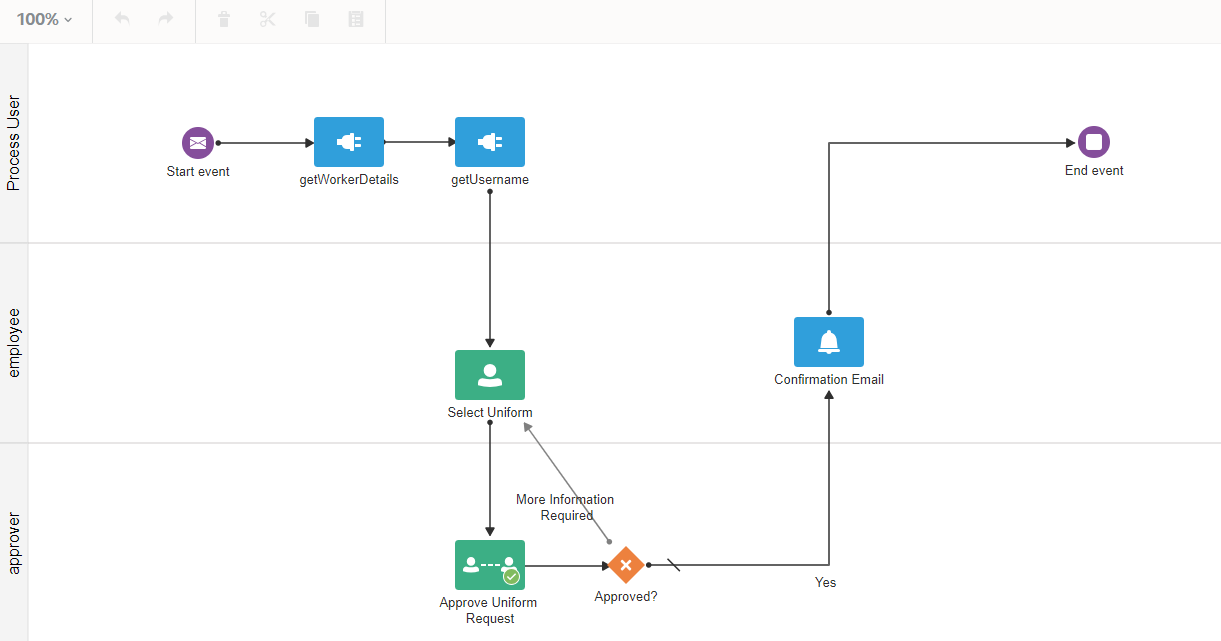 100%
Process User
Start event
getWorkerDetails
getUsername
End event
employee
Select Uniform
Confirmation Email
approver
More Information
Required
Approve Uniform
Request
Approved?
Yes